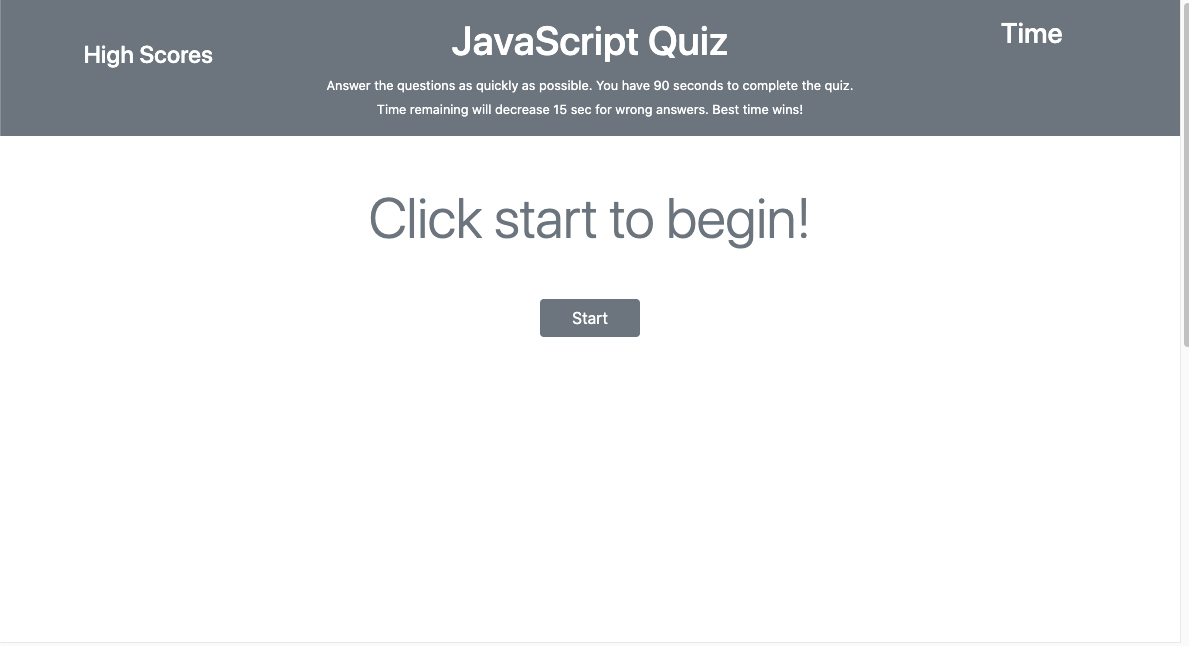 High Scores
JavaScript Quiz
Time
Answer the questions as quickly as possible. You have 90 seconds to complete the quiz.
Time remaining will decrease 15 sec for wrong answers. Best time wins!
Click start to begin!
Start